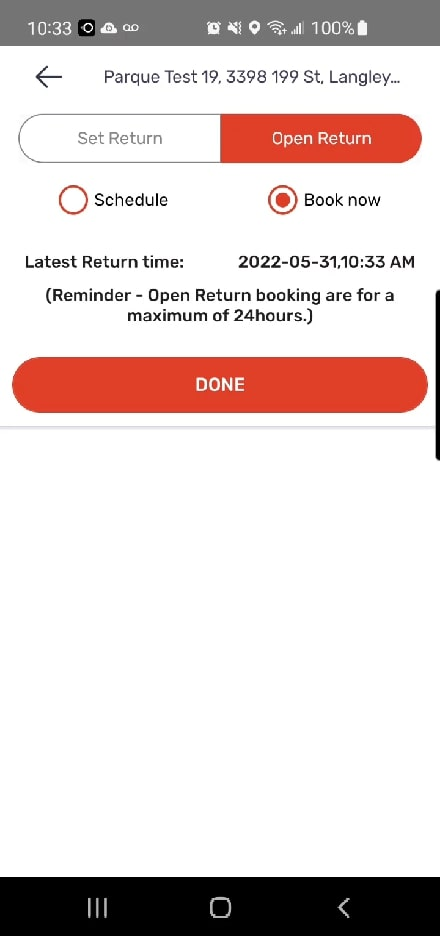 10:33 100%
Parque Test 19, 3398 199 St, Langley...
Set Return Open Return
Schedule Book now
Latest Return time: 2022-05-31,10:33 AM
(Reminder - Open Return booking are for a
maximum of 24hours.)
DONE